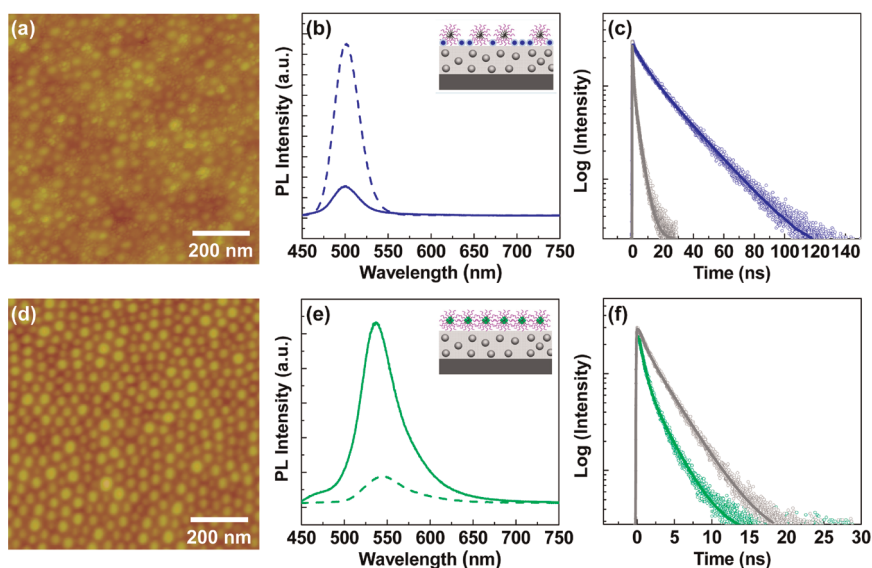 (a)
200 nm
(b)
PL Intensity (a.u.)
450 500 550 600 650 700 750
Wavelength (nm)
(c)
Log (Intensity)
0 20 40 60 80 100 120 140
Time (ns)
(d)
200 nm
(e)
PL Intensity (a.u.)
450 500 550 600 650 700 750
Wavelength (nm)
(f)
Log (Intensity)
0 5 10 15 20 25 30
Time (ns)